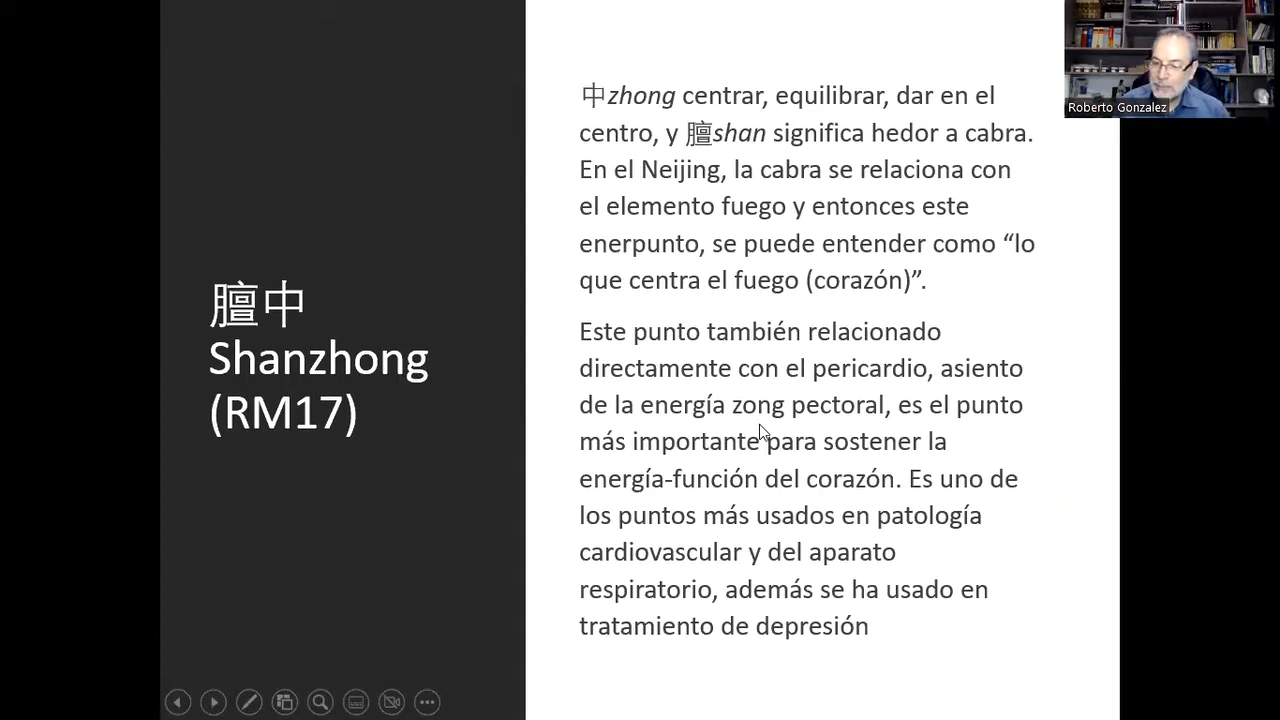 膻中
Shanzhong
(RM17)
中zhong centrar, equilibrar, dar en el
centro, y 膻shan significa hedor a cabra.
En el Neijing, la cabra se relaciona con
el elemento fuego y entonces este
enerpunto, se puede entender como “lo
que centra el fuego (corazón)”.
Este punto también relacionado
directamente con el pericardio, asiento
de la energía zong pectoral, es el punto
más importante para sostener la
energía-función del corazón. Es uno de
los puntos más usados en patología
cardiovascular y del aparato
respiratorio, además se ha usado en
tratamiento de depresión
Roberto Gonzalez